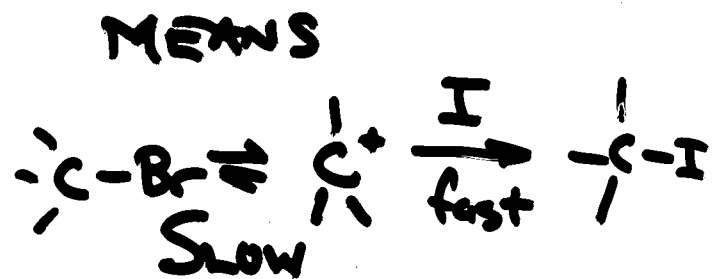 MEANS
C-Br ⇌ C⁺ I → -C-I
SLOW fast